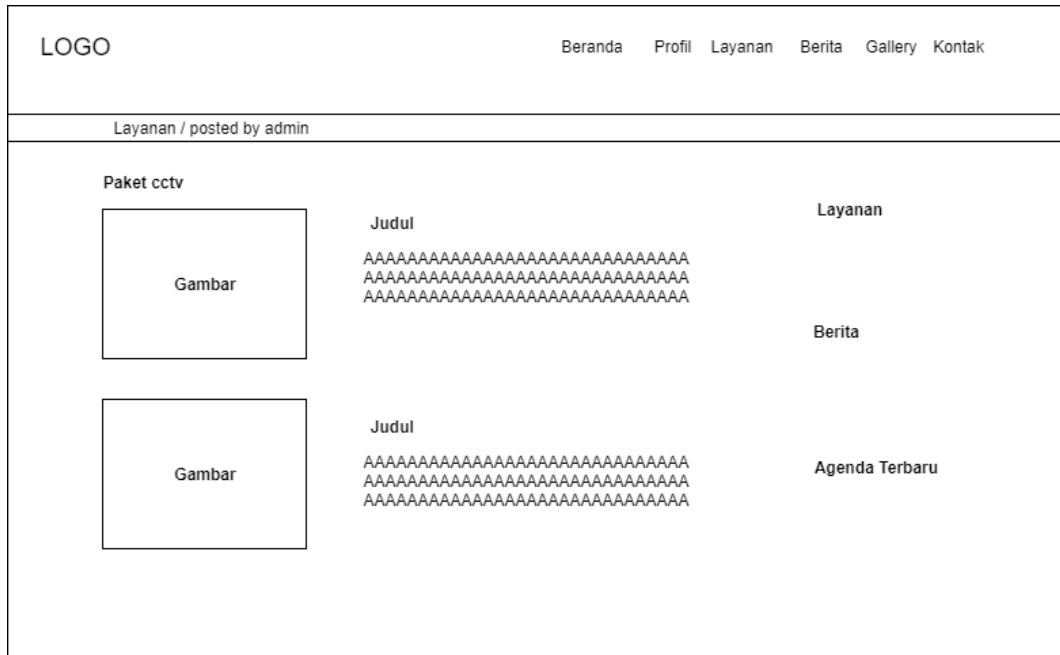 LOGO
Beranda Profil Layanan Berita Gallery Kontak
Layanan / posted by admin
Paket cctv
Gambar
Judul
AAAAAAAAAAAAAAAAAAAAAAAAAAAAAA
AAAAAAAAAAAAAAAAAAAAAAAAAAAAAA
AAAAAAAAAAAAAAAAAAAAAAAAAAAAAA
Gambar
Judul
AAAAAAAAAAAAAAAAAAAAAAAAAAAAAA
AAAAAAAAAAAAAAAAAAAAAAAAAAAAAA
AAAAAAAAAAAAAAAAAAAAAAAAAAAAAA
Layanan
Berita
Agenda Terbaru